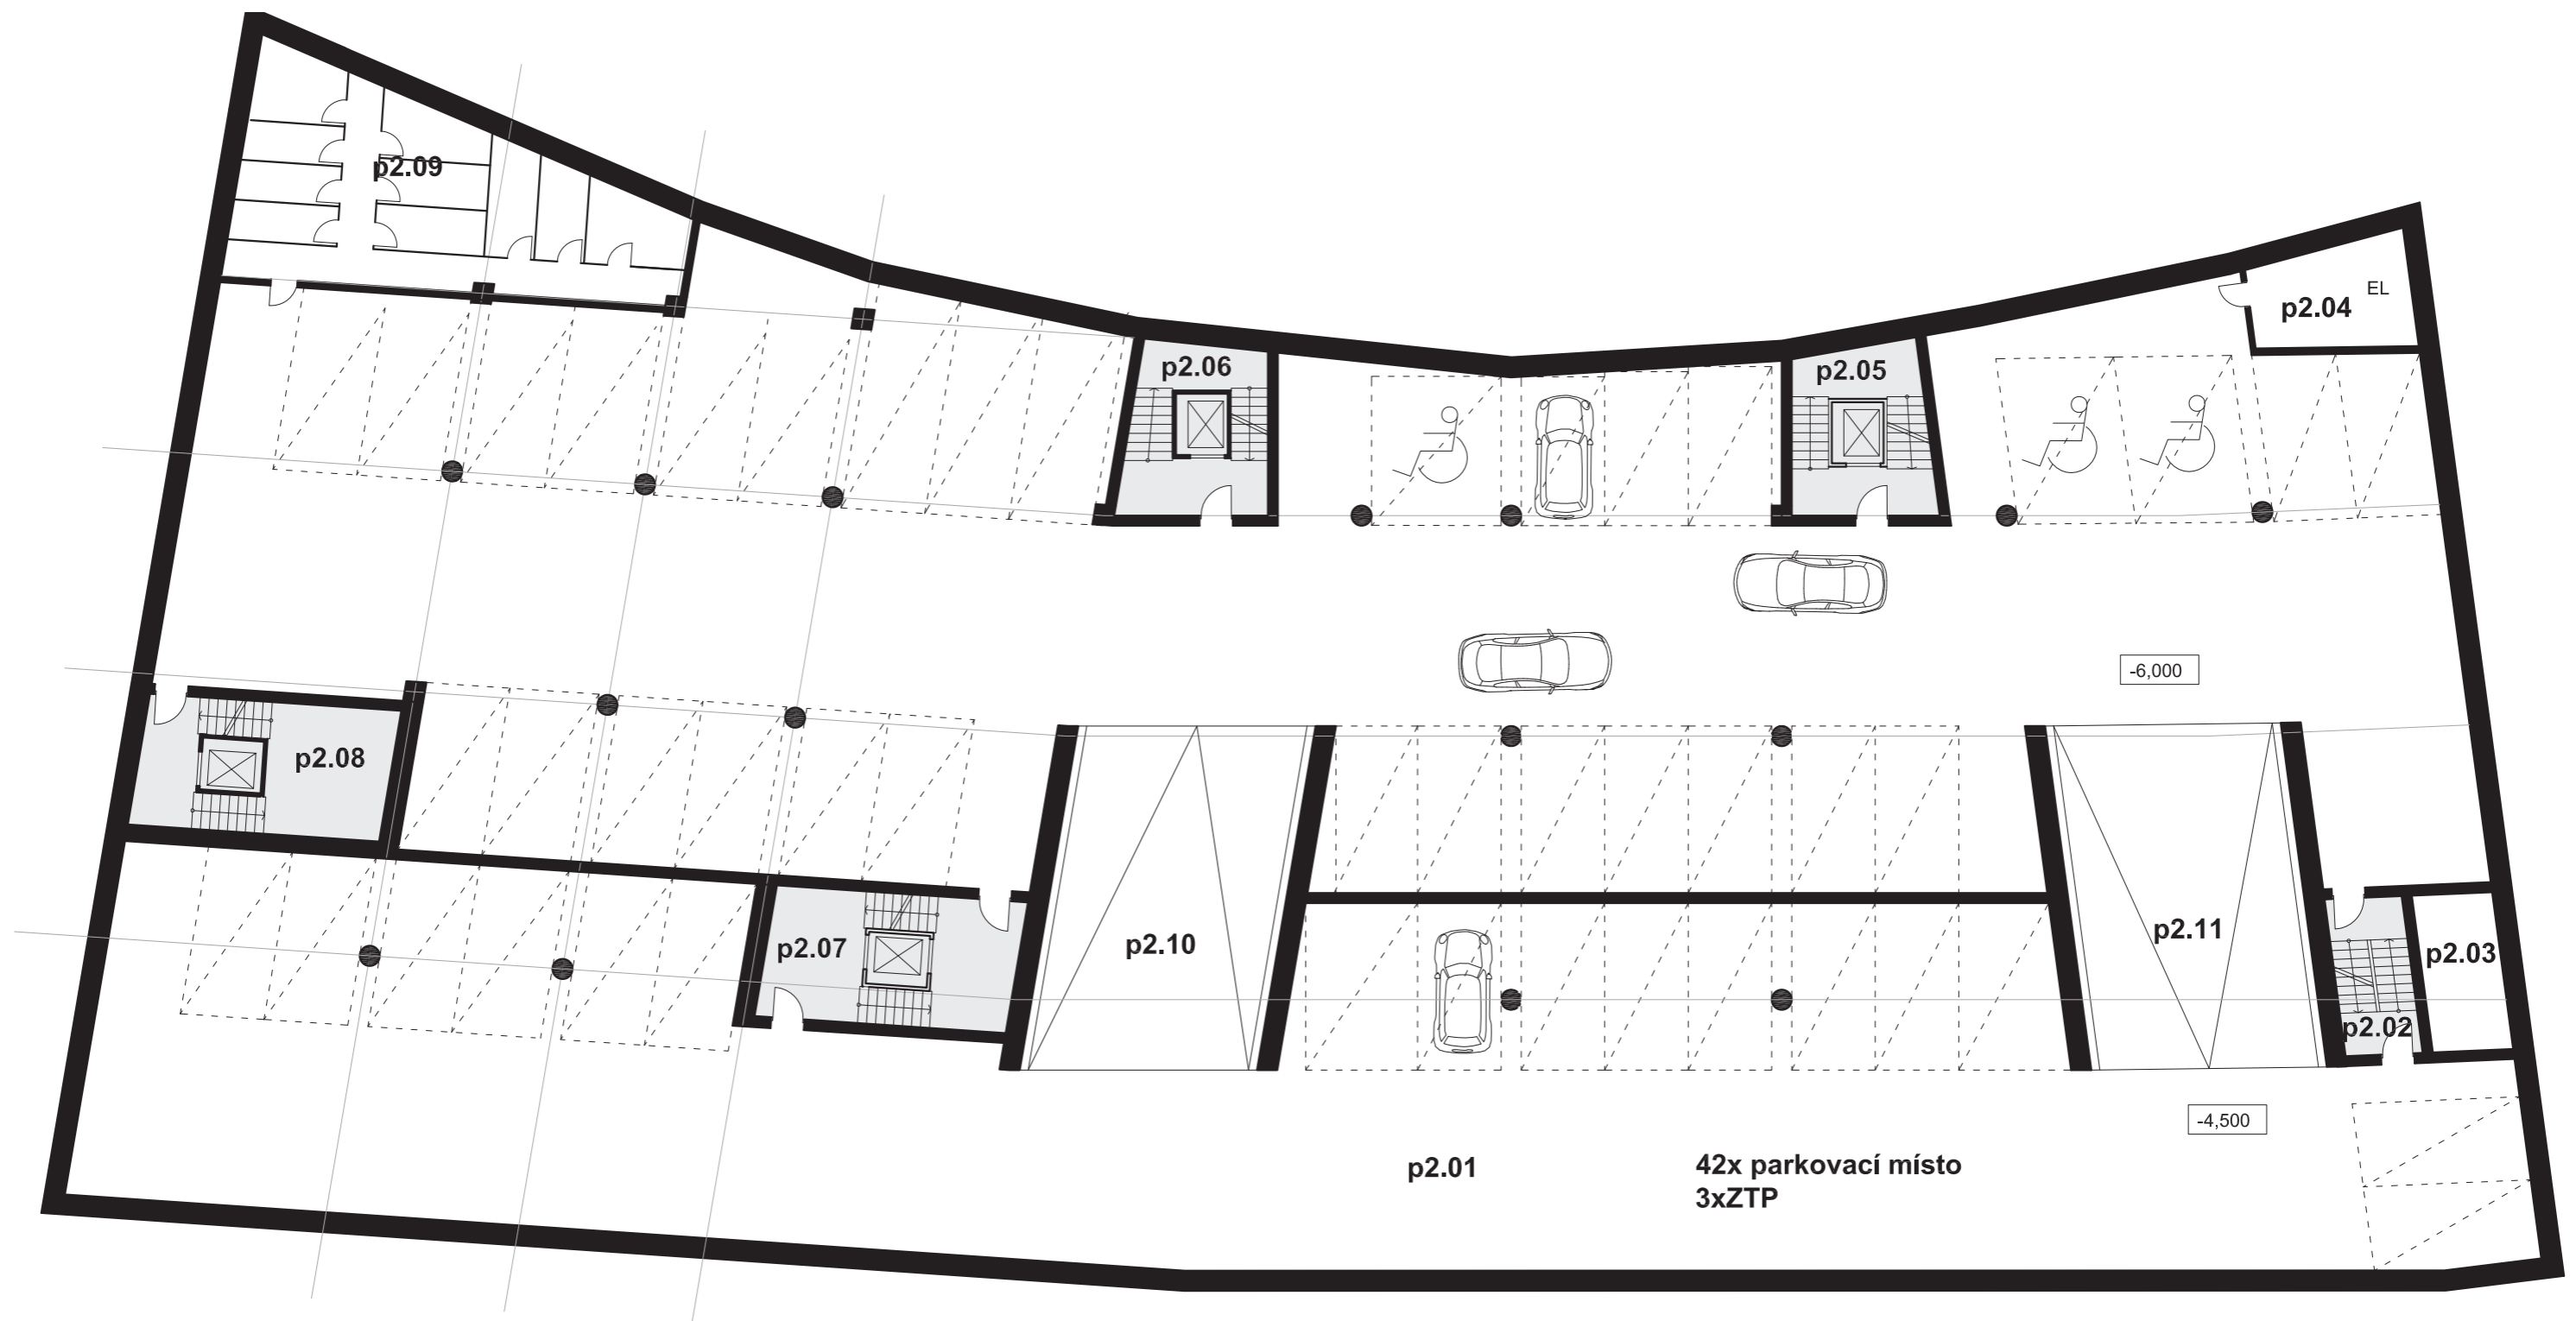 p2.09
EL
p2.04
p2.06
p2.05
-6,000
p2.08
p2.07
p2.10
p2.11
p2.03
p2.02
-4,500
p2.01
42x parkovací místo
3xZTP